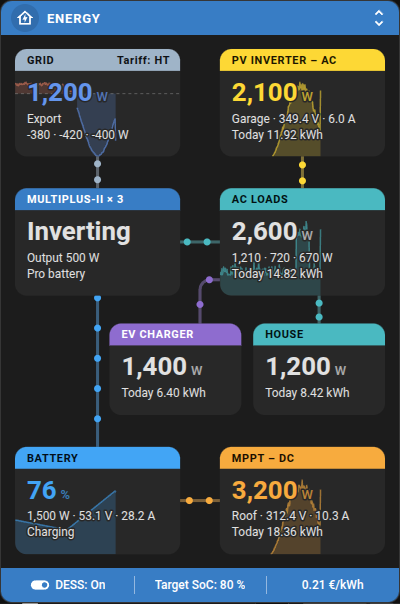 ENERGY
GRID Tariff: HT
1,200 W
Export
-380 · -420 · -400 W
PV INVERTER – AC
2,100 W
Garage · 349.4 V · 6.0 A
Today 11.92 kWh
MULTIPLUS-II × 3
Inverting
Output 500 W
Pro battery
AC LOADS
2,600 W
1,210 · 720 · 670 W
Today 14.82 kWh
EV CHARGER
1,400 W
Today 6.40 kWh
HOUSE
1,200 W
Today 8.42 kWh
BATTERY
76 %
1,500 W · 53.1 V · 28.2 A
Charging
MPPT – DC
3,200 W
Roof · 312.4 V · 10.3 A
Today 18.36 kWh
DESS: On
Target SoC: 80 %
0.21 €/kWh